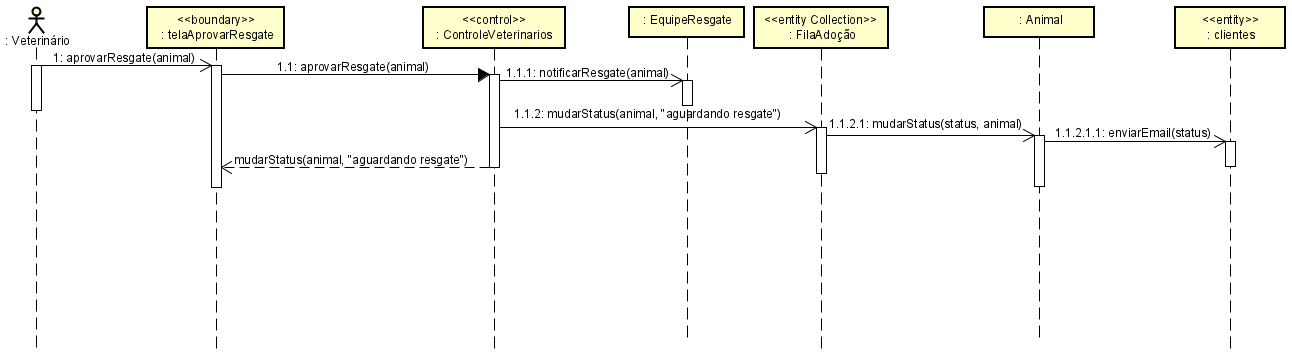 : Veterinário
<<boundary>>
: telaAprovarResgate
<<control>>
: ControleVeterinarios
: EquipeResgate
<<entity Collection>>
: FilaAdoção
: Animal
<<entity>>
: clientes
1: aprovarResgate(animal)
1.1: aprovarResgate(animal)
1.1.1: notificarResgate(animal)
1.1.2: mudarStatus(animal, "aguardando resgate")
1.1.2.1: mudarStatus(status, animal)
1.1.2.1.1: enviarEmail(status)
mudarStatus(animal, "aguardando resgate")